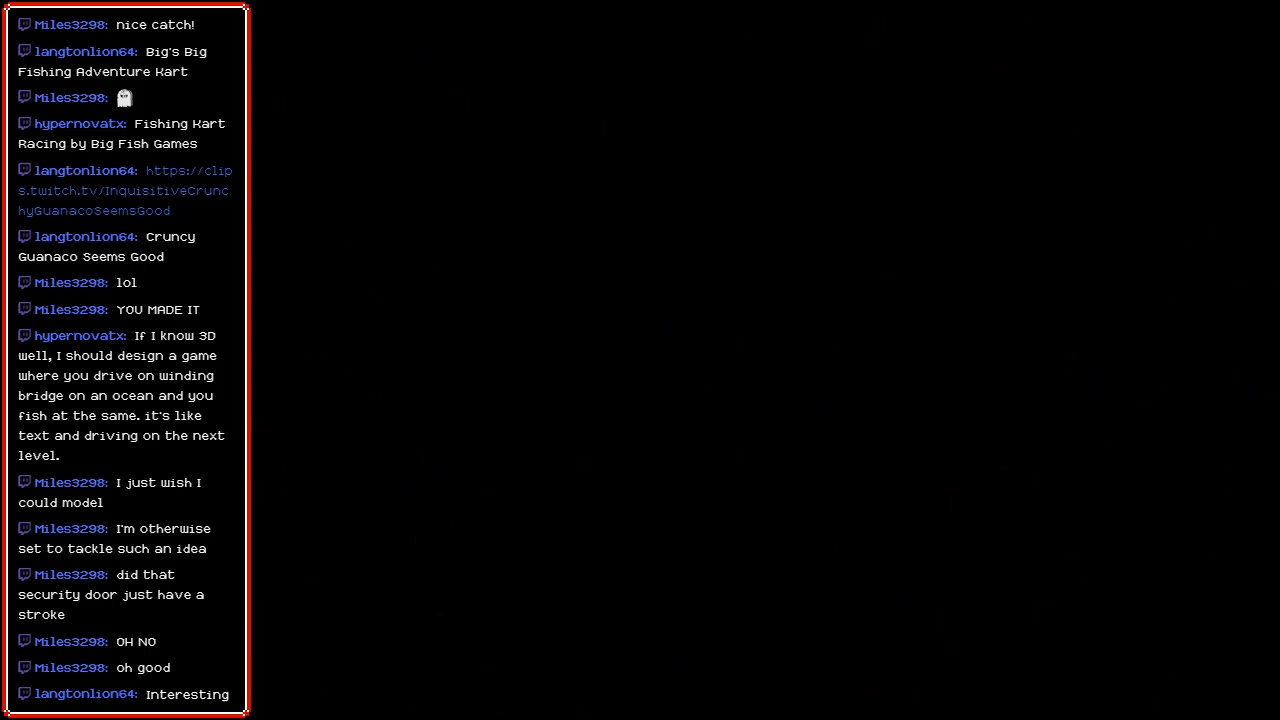 Miles3298: nice catch!
langtonlion64: Big's Big
Fishing Adventure Kart
Miles3298:
hypernovatx: Fishing Kart
Racing by Big Fish Games
langtonlion64: https://clip
s.twitch.tv/InquisitiveCrunc
hyGuanacoSeemsGood
langtonlion64: Cruncy
Guanaco Seems Good
Miles3298: lol
Miles3298: YOU MADE IT
hypernovatx: If I know 3D
well, I should design a game
where you drive on winding
bridge on an ocean and you
fish at the same. it's like
text and driving on the next
level.
Miles3298: I just wish I
could model
Miles3298: I'm otherwise
set to tackle such an idea
Miles3298: did that
security door just have a
stroke
Miles3298: OH NO
Miles3298: oh good
langtonlion64: Interesting